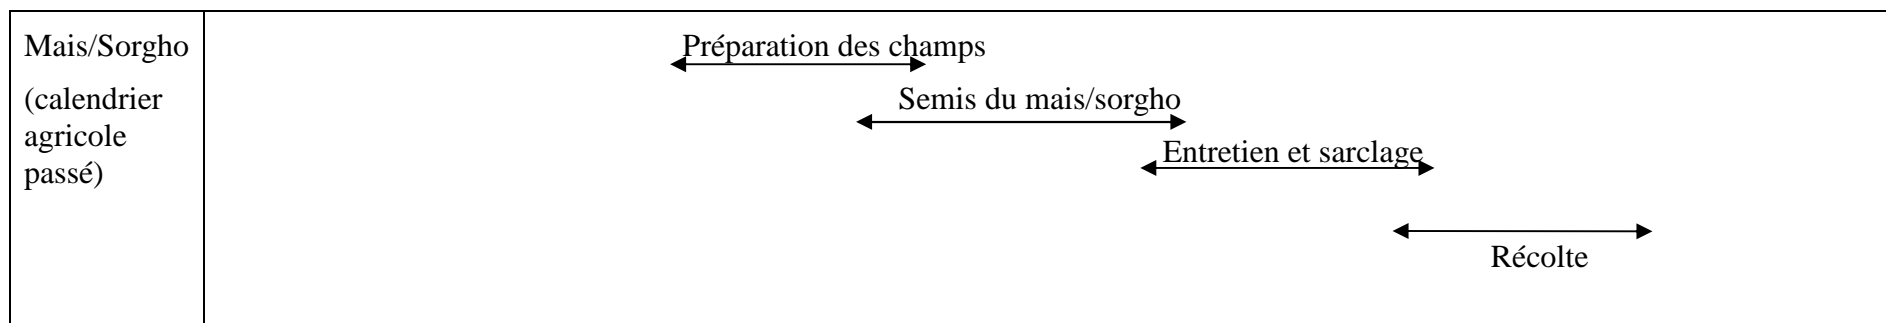 Mais/Sorgho
(calendrier
agricole
passé)
Préparation des champs
Semis du mais/sorgho
Entretien et sarclage
Récolte